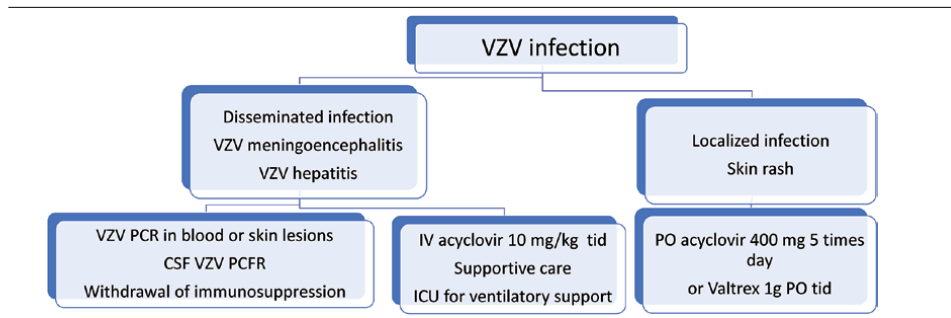 VZV infection
Disseminated infection
VZV meningoencephalitis
VZV hepatitis
Localized infection
Skin rash
VZV PCR in blood or skin lesions
CSF VZV PCFR
Withdrawal of immunosuppression
IV acyclovir 10 mg/kg tid
Supportive care
ICU for ventilatory support
PO acyclovir 400 mg 5 times
day
or Valtrex 1g PO tid